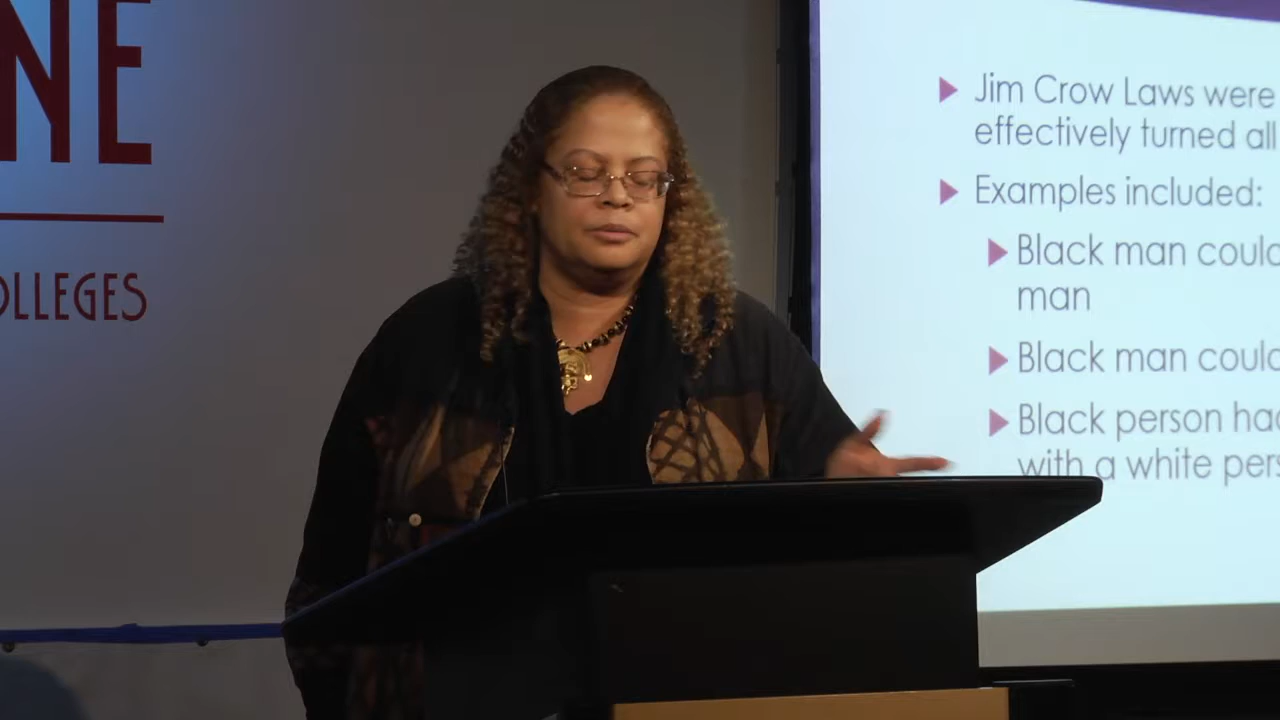 NE
OLLEGES
Jim Crow Laws were
effectively turned all
Examples included:
Black man could
man
Black man could
Black person had
with a white pers